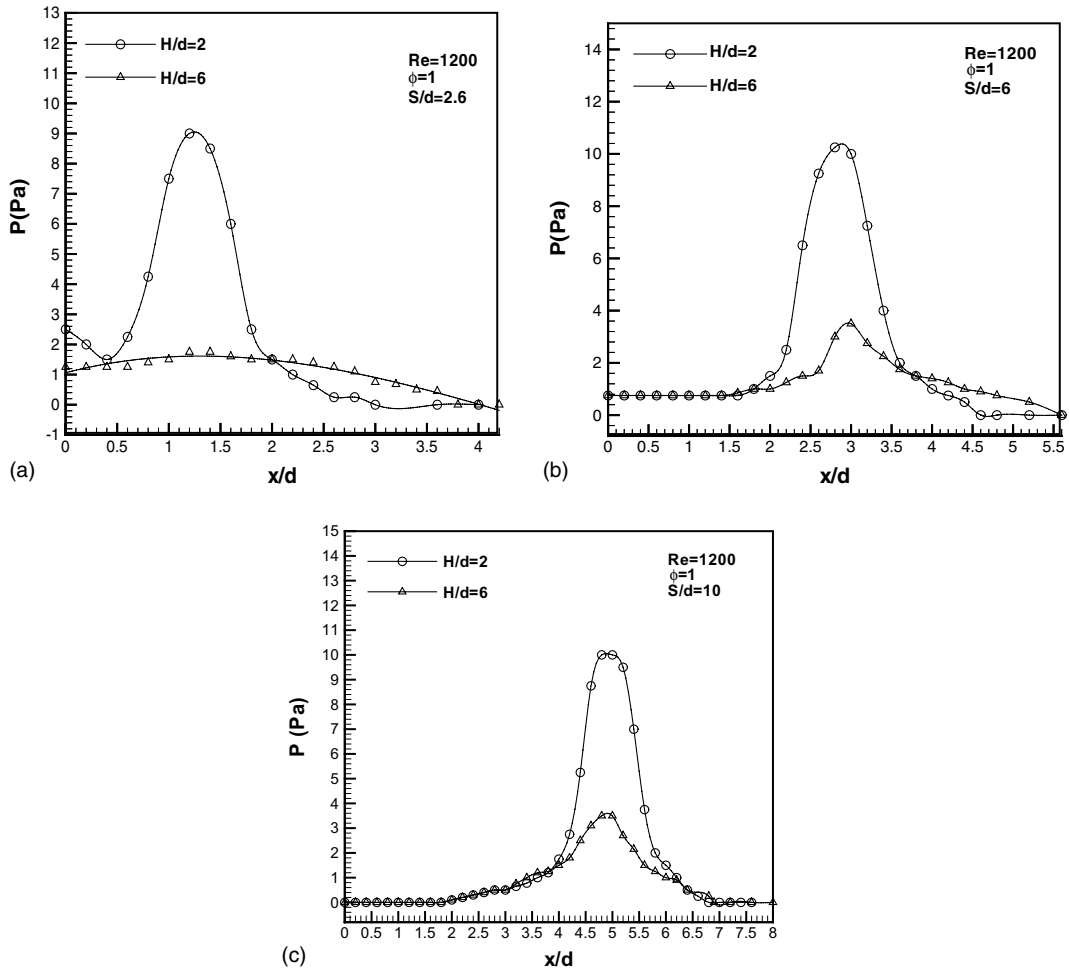 13
12
11
10
9
8
7
6
5
4
3
2
1
0
-1
P(Pa)
H/d=2
H/d=6
Re=1200
ϕ=1
S/d=2.6
0 0.5 1 1.5 2 2.5 3 3.5 4
x/d
(a)
14
12
10
8
6
4
2
0
P(Pa)
H/d=2
H/d=6
Re=1200
ϕ=1
S/d=6
0 0.5 1 1.5 2 2.5 3 3.5 4 4.5 5 5.5
x/d
(b)
15
14
13
12
11
10
9
8
7
6
5
4
3
2
1
0
P (Pa)
H/d=2
H/d=6
Re=1200
ϕ=1
S/d=10
0 0.5 1 1.5 2 2.5 3 3.5 4 4.5 5 5.5 6 6.5 7 7.5 8
x/d
(c)